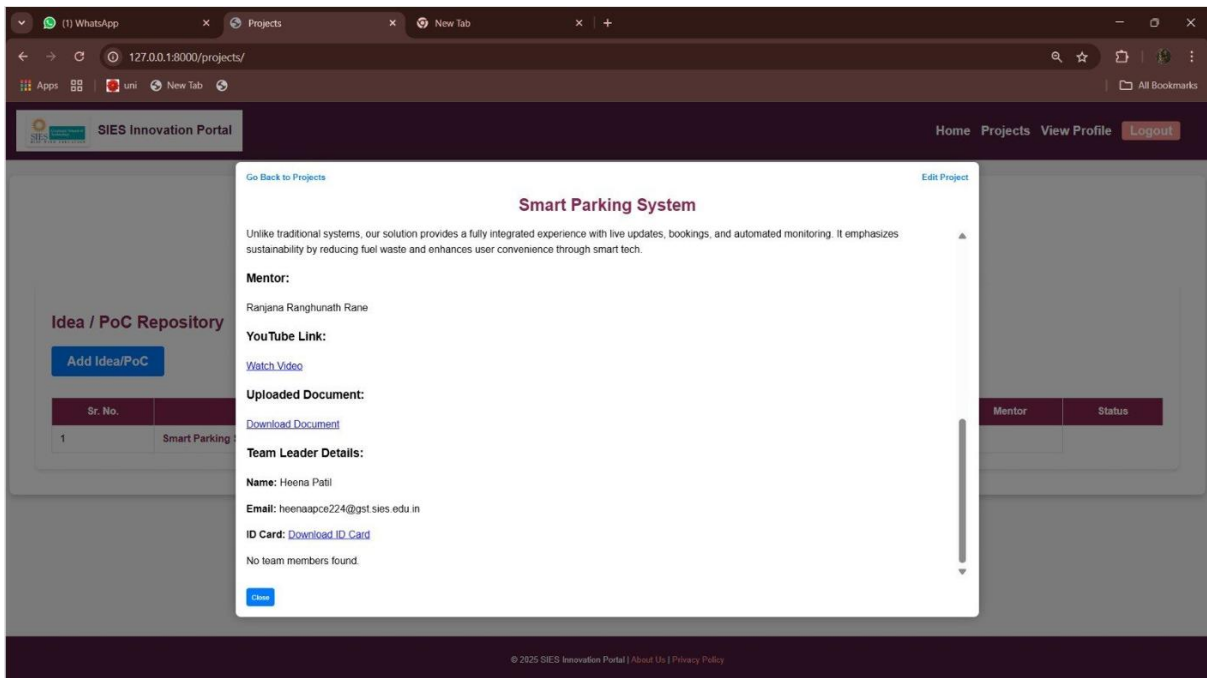 (1) WhatsApp
Projects
New Tab
127.0.0.1:8000/projects/
Apps
uni
New Tab
All Bookmarks
SIES
SIES Innovation Portal
Home Projects View Profile Logout
Go Back to Projects
Edit Project
Smart Parking System
Unlike traditional systems, our solution provides a fully integrated experience with live updates, bookings, and automated monitoring. It emphasizes
sustainability by reducing fuel waste and enhances user convenience through smart tech.
Mentor:
Ranjana Ranghunath Rane
YouTube Link:
Watch Video
Uploaded Document:
Download Document
Team Leader Details:
Name: Heena Patil
Email: heenaapce224@gst.sies.edu.in
ID Card: Download ID Card
No team members found.
Close
Idea / PoC Repository
Add Idea/PoC
Sr. No. Mentor Status
1 Smart Parking
© 2025 SIES Innovation Portal | About Us | Privacy Policy